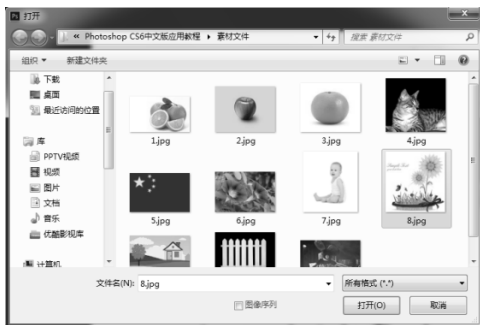 打开
« Photoshop CS6中文版应用教程 ▸ 素材文件
搜索 素材文件
组织 新建文件夹
下载
桌面
最近访问的位置
库
PPTV视频
视频
图片
文档
音乐
优酷影视库
计算机
1.jpg 2.jpg 3.jpg 4.jpg
5.jpg 6.jpg 7.jpg 8.jpg
文件名(N): 8.jpg 所有格式 (*.*)
图像序列 打开(O) 取消